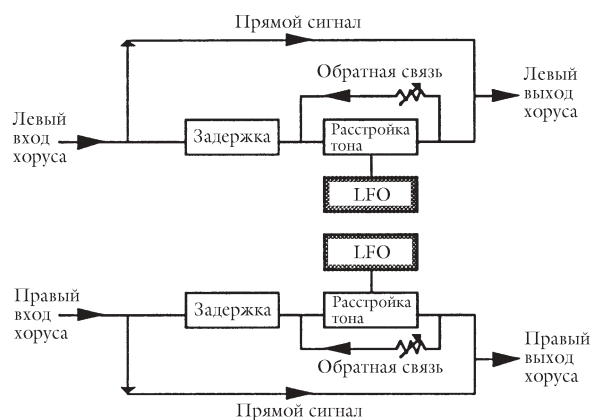 Прямой сигнал
Обратная связь
Левый
вход
хоруса
Левый
выход
хоруса
Задержка
Расстройка
тона
LFO
LFO
Правый
вход
хоруса
Задержка
Расстройка
тона
Обратная связь
Правый
выход
хоруса
Прямой сигнал